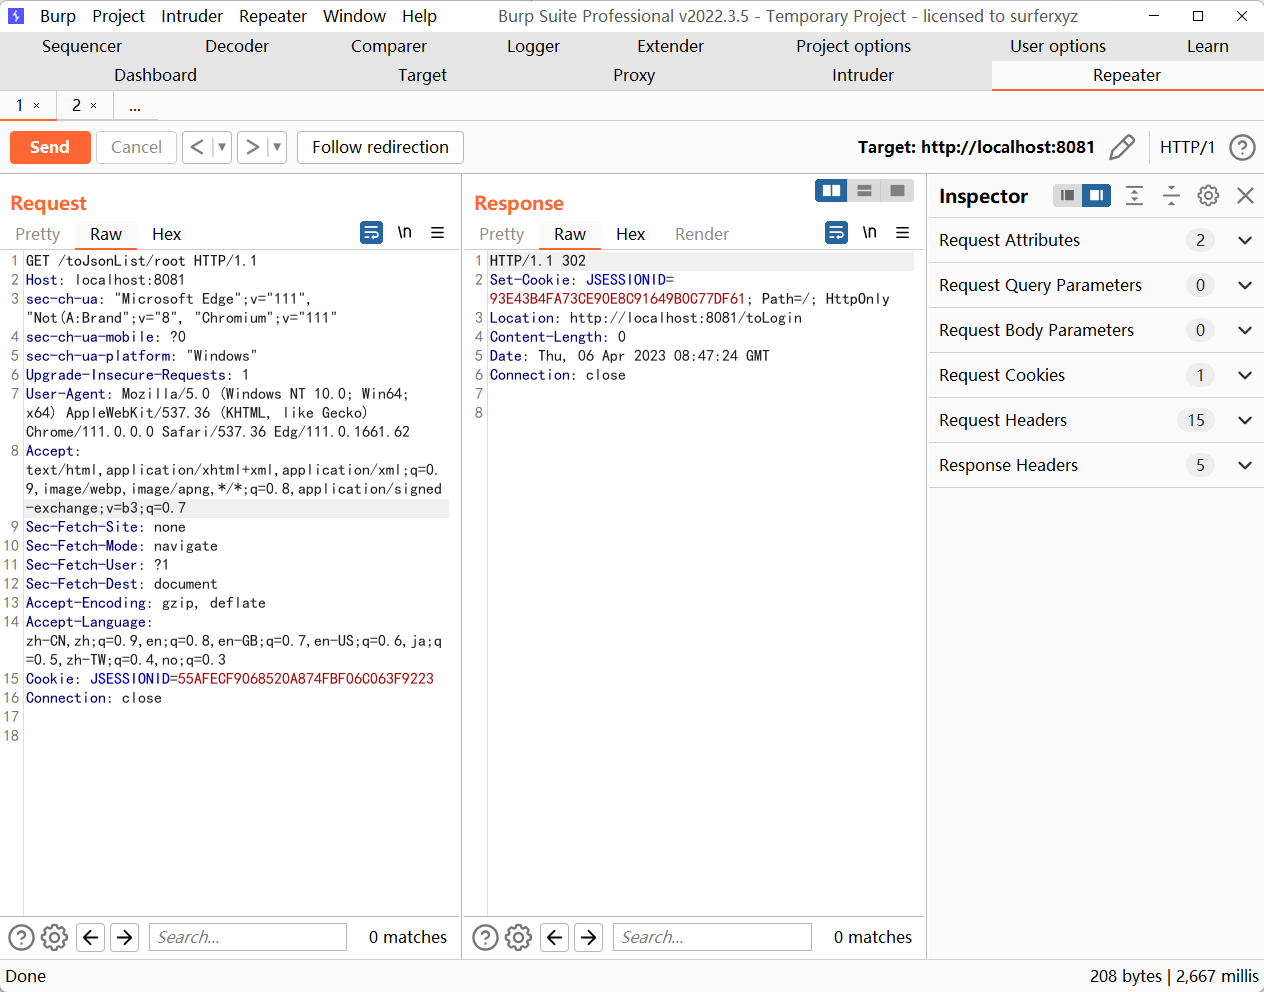 Burp Project Intruder Repeater Window Help Burp Suite Professional v2022.3.5 - Temporary Project - licensed to surferxyz
Sequencer Decoder Comparer Logger Extender Project options User options Learn
Dashboard Target Proxy Intruder Repeater
1 × 2 × ...
Send Cancel < > Follow redirection Target: http://localhost:8081 HTTP/1 ?
Request
Pretty Raw Hex \n
1 GET /toJsonList/root HTTP/1.1
2 Host: localhost:8081
3 sec-ch-ua: "Microsoft Edge";v="111",
"Not(A:Brand";v="8", "Chromium";v="111"
4 sec-ch-ua-mobile: ?0
5 sec-ch-ua-platform: "Windows"
6 Upgrade-Insecure-Requests: 1
7 User-Agent: Mozilla/5.0 (Windows NT 10.0; Win64;
x64) AppleWebKit/537.36 (KHTML, like Gecko)
Chrome/111.0.0.0 Safari/537.36 Edg/111.0.1661.62
8 Accept:
text/html,application/xhtml+xml,application/xml;q=0.
9,image/webp,image/apng,*/*;q=0.8,application/signed
-exchange;v=b3;q=0.7
9 Sec-Fetch-Site: none
10 Sec-Fetch-Mode: navigate
11 Sec-Fetch-User: ?1
12 Sec-Fetch-Dest: document
13 Accept-Encoding: gzip, deflate
14 Accept-Language:
zh-CN,zh;q=0.9,en;q=0.8,en-GB;q=0.7,en-US;q=0.6,ja;q
=0.5,zh-TW;q=0.4,no;q=0.3
15 Cookie: JSESSIONID=55AFECF9068520A874FBF06C063F9223
16 Connection: close
17
18
? Search... 0 matches
Response
Pretty Raw Hex Render \n
1 HTTP/1.1 302
2 Set-Cookie: JSESSIONID=
93E43B4FA73CE90E8C91649B0C77DF61; Path=/; HttpOnly
3 Location: http://localhost:8081/toLogin
4 Content-Length: 0
5 Date: Thu, 06 Apr 2023 08:47:24 GMT
6 Connection: close
7
8
? Search... 0 matches
Inspector
Request Attributes 2
Request Query Parameters 0
Request Body Parameters 0
Request Cookies 1
Request Headers 15
Response Headers 5
Done 208 bytes | 2,667 millis